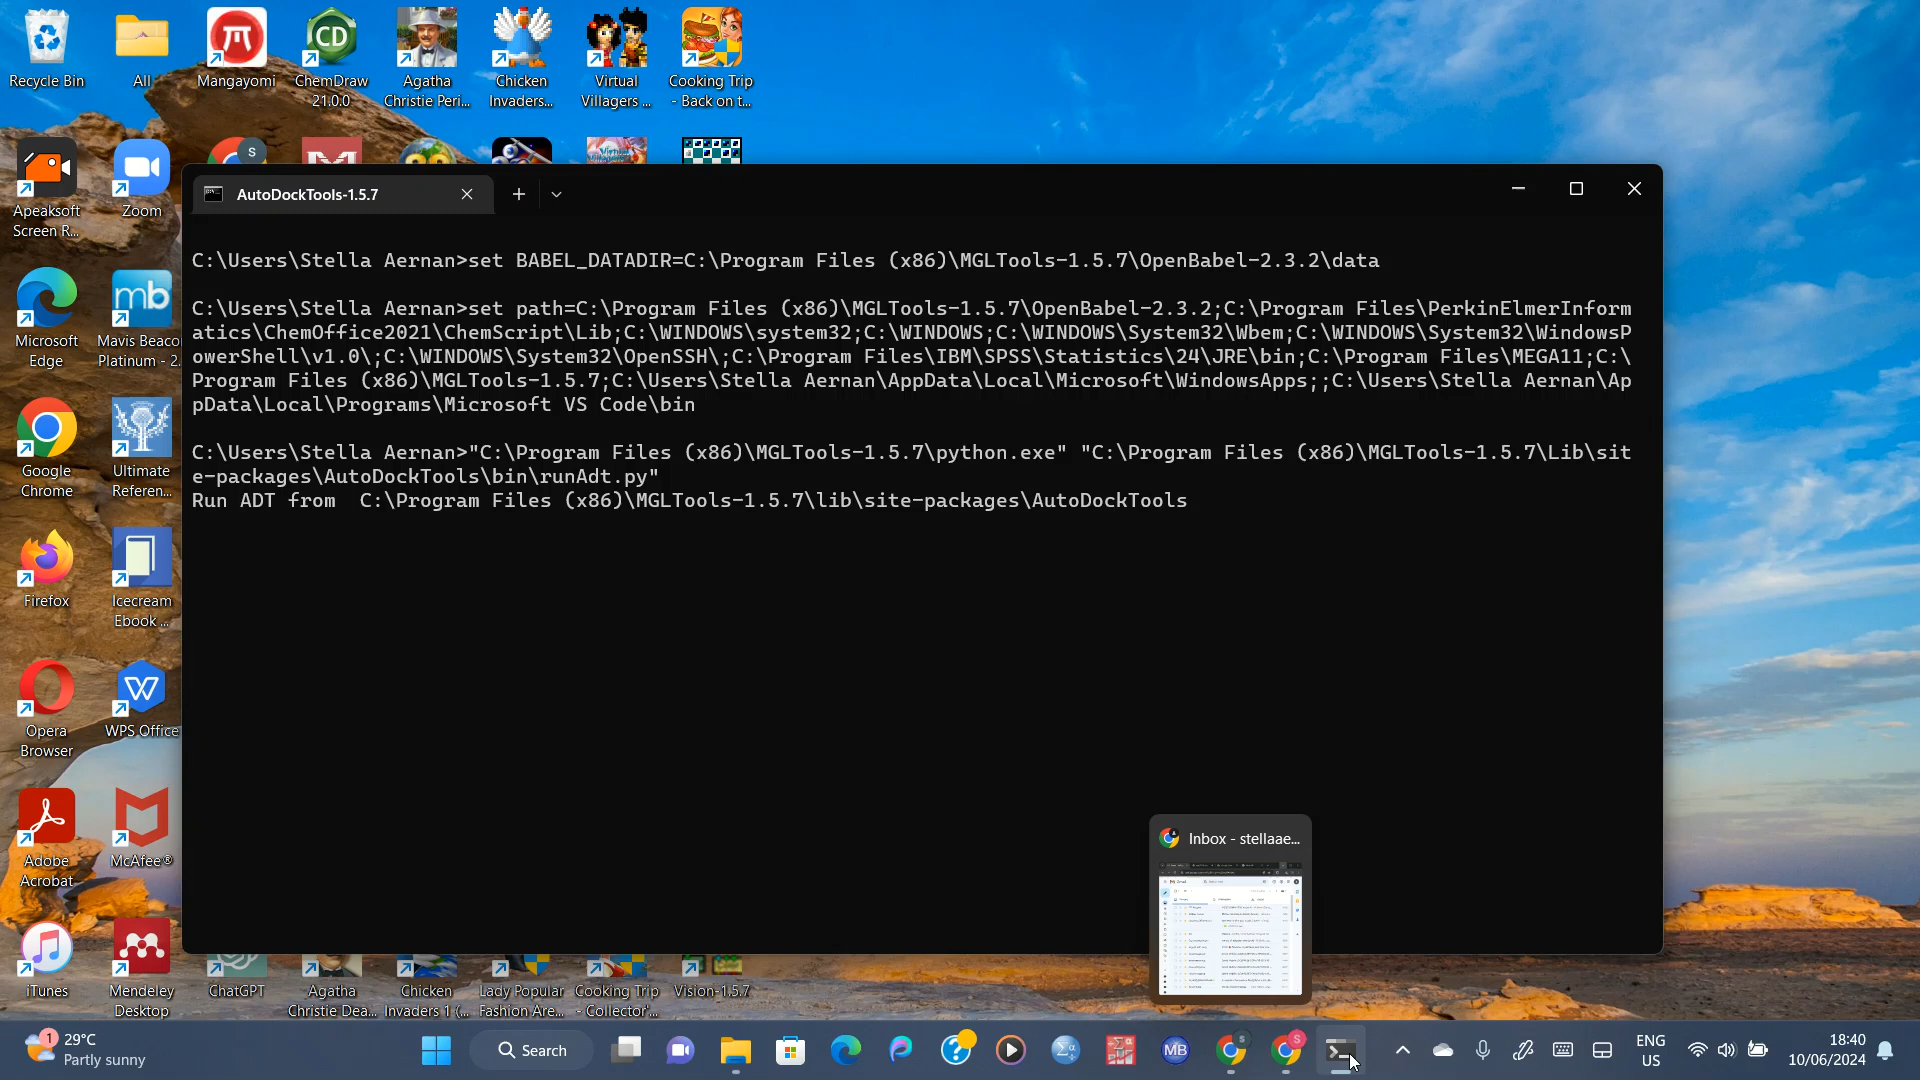 Recycle Bin
All
Mangayomi
ChemDraw
21.0.0
Agatha
Christie Peri...
Chicken
Invaders...
Virtual
Villagers ...
Cooking Trip
- Back on t...
Apeaksoft
Screen R...
Zoom
Microsoft
Edge
Mavis Beaco
Platinum - 2.
Google
Chrome
Ultimate
Referen...
Firefox
Icecream
Ebook ...
Opera
Browser
WPS Office
Adobe
Acrobat
McAfee®
iTunes
Mendeley
Desktop
ChatGPT
Agatha
Christie Dea...
Chicken
Invaders 1 (...
Lady Popular
Fashion Are...
Cooking Trip
- Collector'...
Vision-1.5.7
AutoDockTools-1.5.7
C:\Users\Stella Aernan>set BABEL_DATADIR=C:\Program Files (x86)\MGLTools-1.5.7\OpenBabel-2.3.2\data
C:\Users\Stella Aernan>set path=C:\Program Files (x86)\MGLTools-1.5.7\OpenBabel-2.3.2;C:\Program Files\PerkinElmerInform
atics\ChemOffice2021\ChemScript\Lib;C:\WINDOWS\system32;C:\WINDOWS;C:\WINDOWS\System32\Wbem;C:\WINDOWS\System32\WindowsP
owerShell\v1.0\;C:\WINDOWS\System32\OpenSSH\;C:\Program Files\IBM\SPSS\Statistics\24\JRE\bin;C:\Program Files\MEGA11;C:\
Program Files (x86)\MGLTools-1.5.7;C:\Users\Stella Aernan\AppData\Local\Microsoft\WindowsApps;;C:\Users\Stella Aernan\Ap
pData\Local\Programs\Microsoft VS Code\bin
C:\Users\Stella Aernan>"C:\Program Files (x86)\MGLTools-1.5.7\python.exe" "C:\Program Files (x86)\MGLTools-1.5.7\Lib\sit
e-packages\AutoDockTools\bin\runAdt.py"
Run ADT from  C:\Program Files (x86)\MGLTools-1.5.7\lib\site-packages\AutoDockTools
Inbox - stellaae...
1
29°C
Partly sunny
Search
MB
ENG
US
18:40
10/06/2024